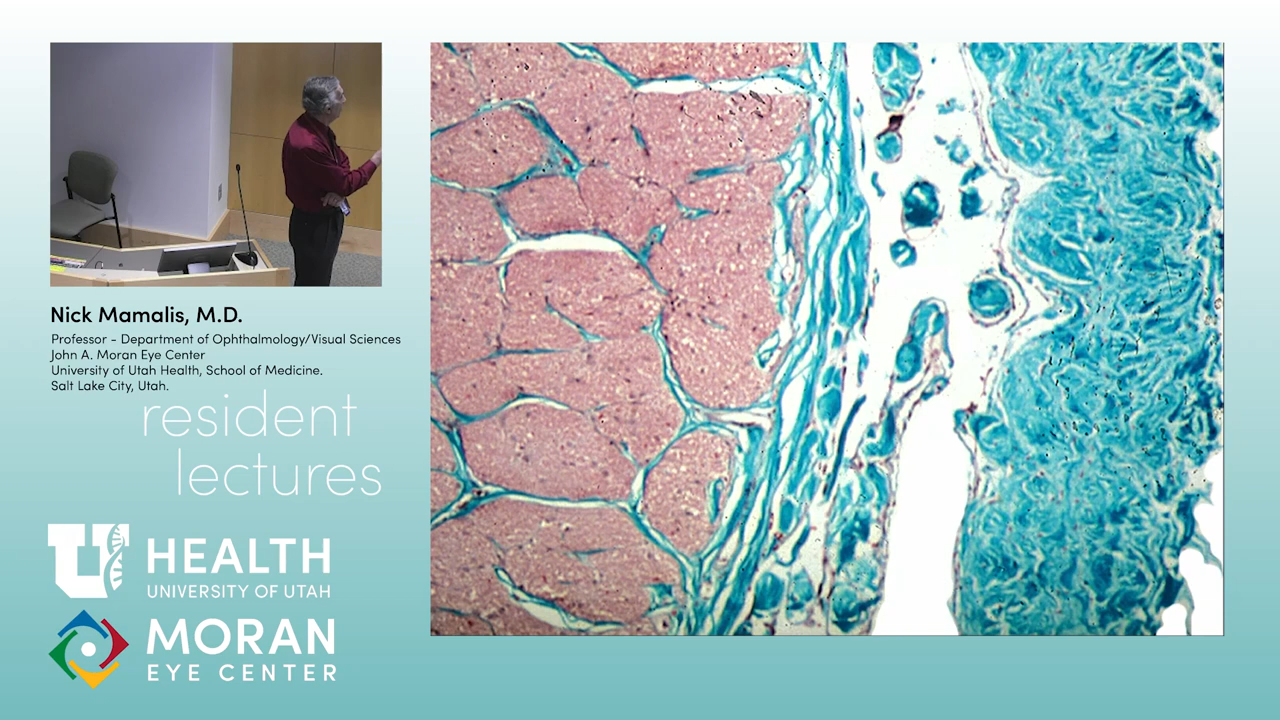 Nick Mamalis, M.D.
Professor - Department of Ophthalmology/Visual Sciences
John A. Moran Eye Center
University of Utah Health, School of Medicine.
Salt Lake City, Utah.
resident
lectures
U
HEALTH
UNIVERSITY OF UTAH
MORAN
EYE CENTER